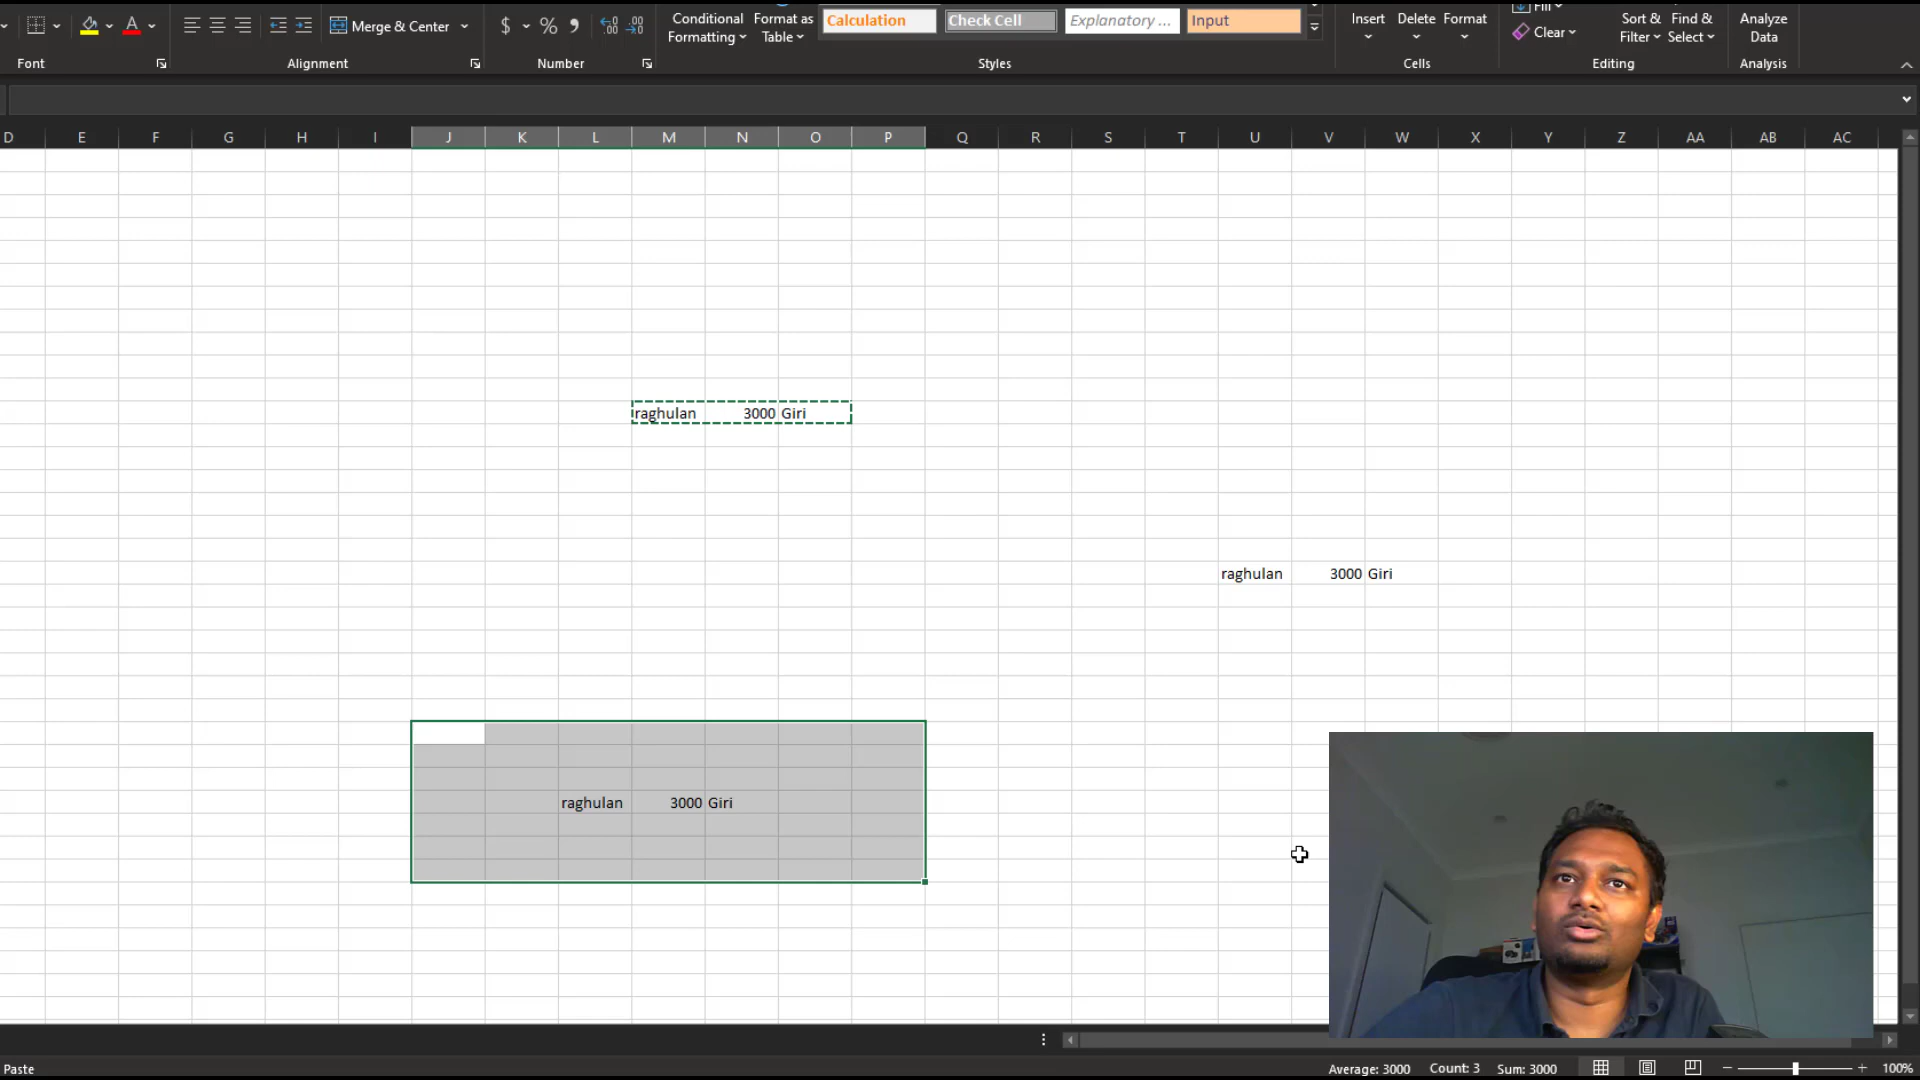 Merge & Center
$ % 9
Conditional Formatting
Format as Table
Calculation
Check Cell
Explanatory ...
Input
Insert
Delete
Format
Fill
Clear
Sort & Filter
Find & Select
Analyze Data
Font
Alignment
Number
Styles
Cells
Editing
Analysis
D E F G H I J K L M N O P Q R S T U V W X Y Z AA AB AC
raghulan 3000 Giri
raghulan 3000 Giri
raghulan 3000 Giri
Paste
Average: 3000 Count: 3 Sum: 3000
100%